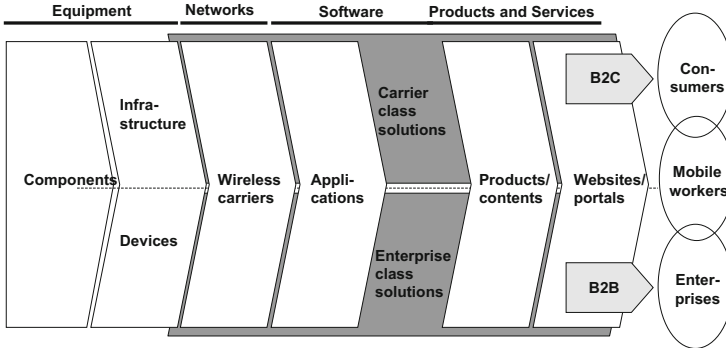 Equipment
Networks
Software
Products and Services
Components
Infra-
structure
Devices
Wireless
carriers
Appli-
cations
Carrier
class
solutions
Enterprise
class
solutions
Products/
contents
Websites/
portals
B2C
B2B
Con-
sumers
Mobile
workers
Enter-
prises